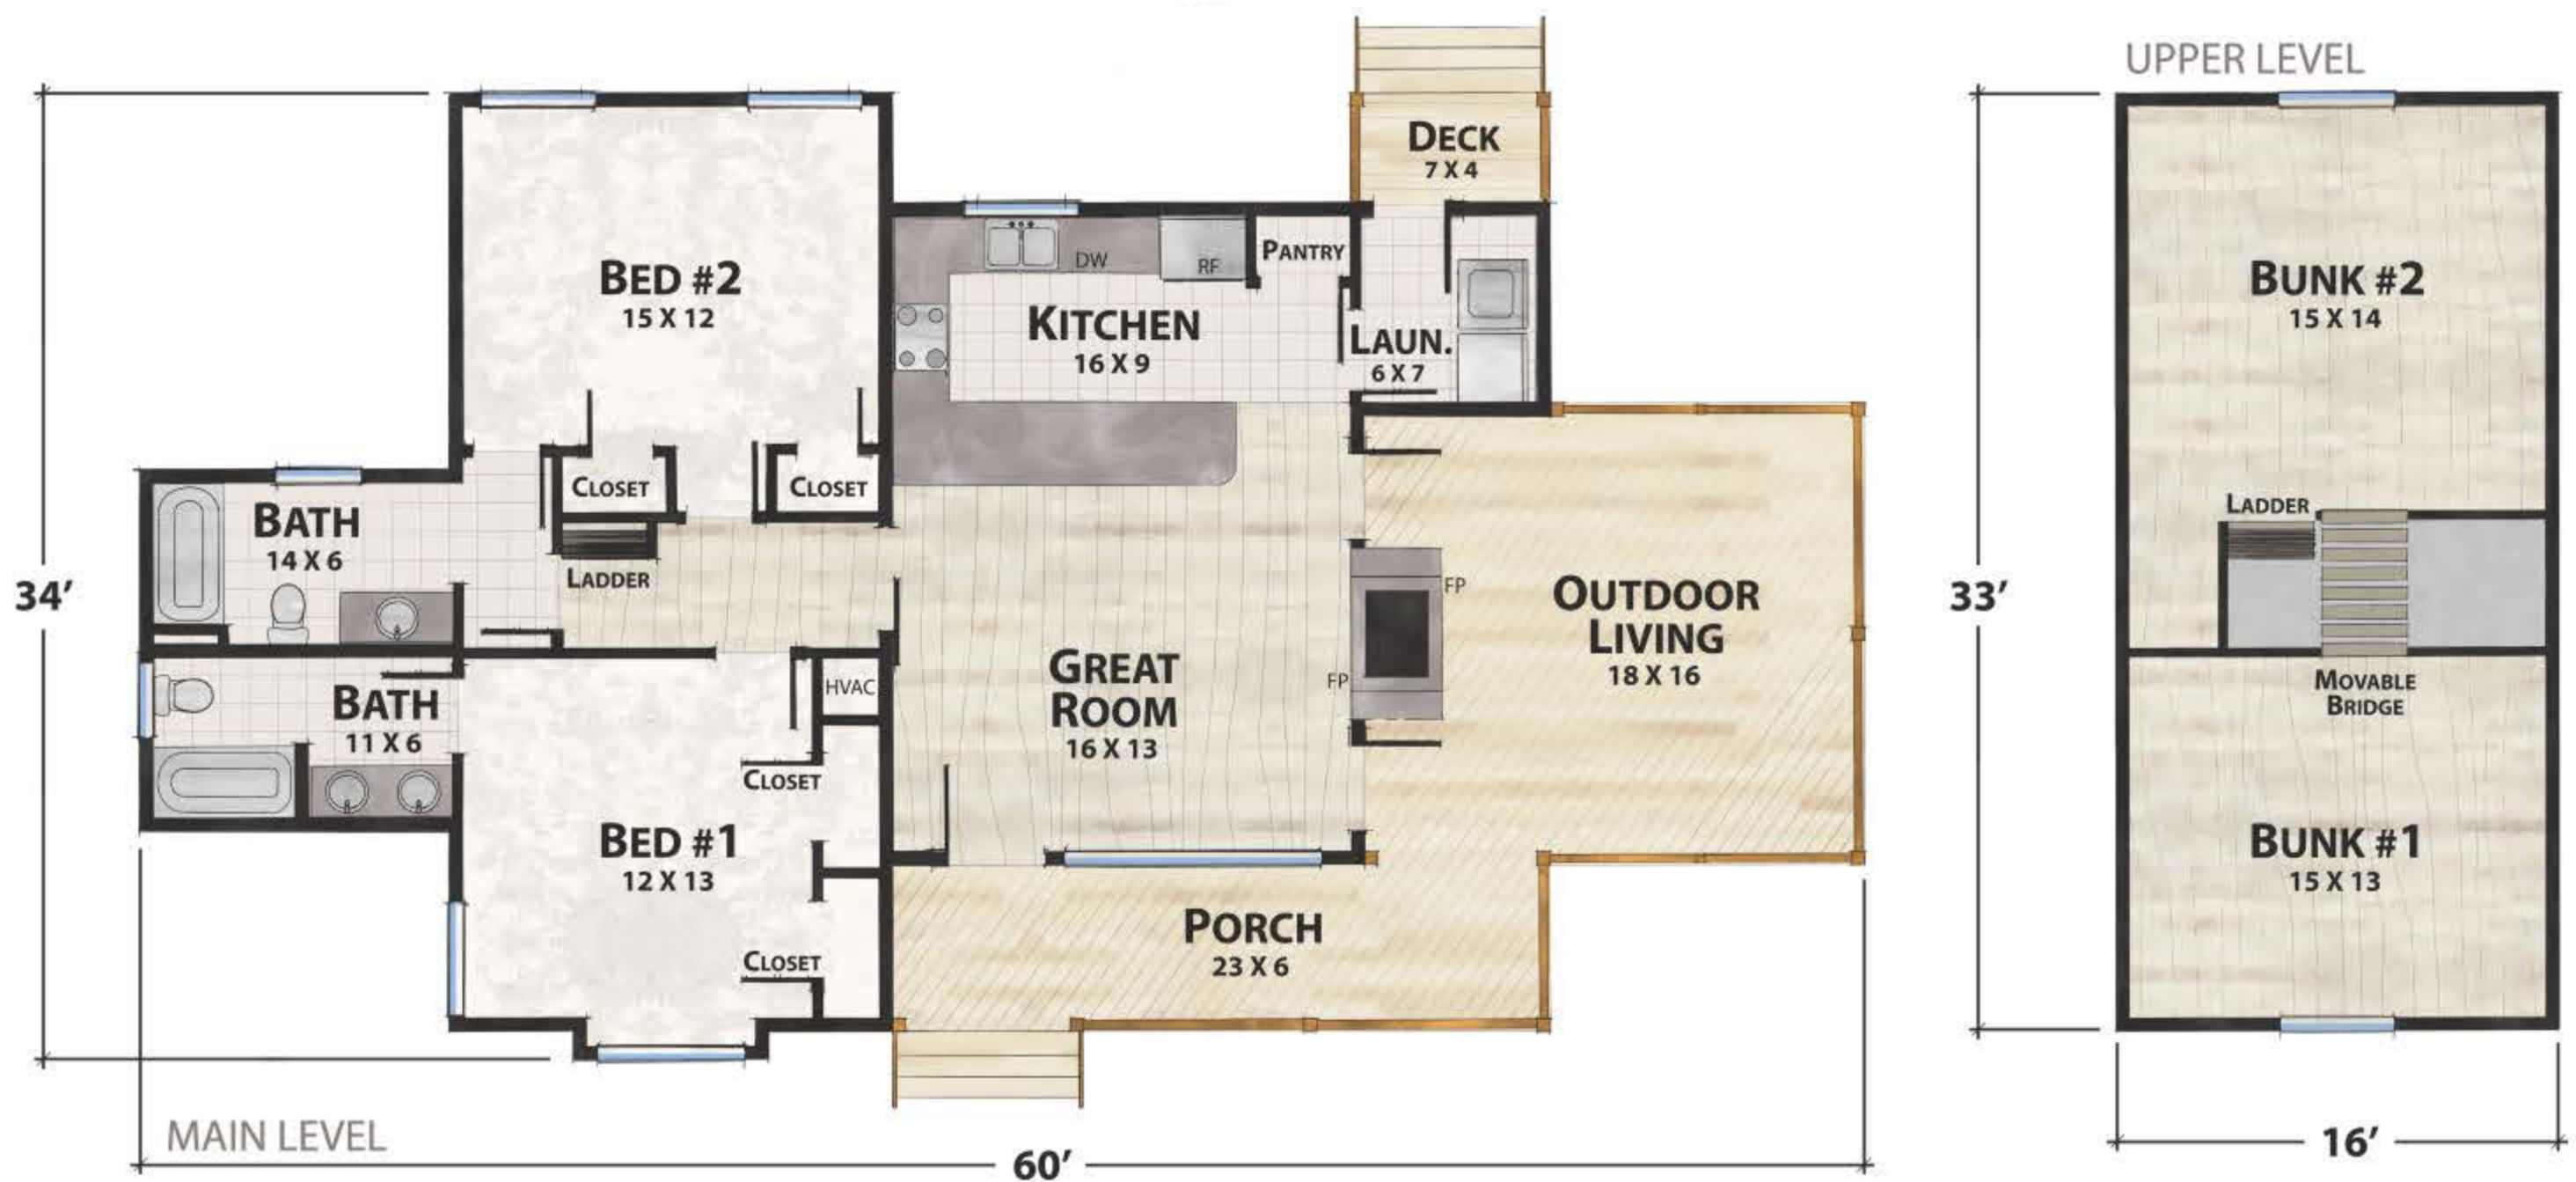 UPPER LEVEL
DECK
7 X 4
BED #2
15 X 12
DW
RF
PANTRY
KITCHEN
16 X 9
LAUN.
6 X 7
BUNK #2
15 X 14
CLOSET
CLOSET
BATH
14 X 6
LADDER
LADDER
34'
FP
OUTDOOR
LIVING
18 X 16
33'
GREAT
ROOM
16 X 13
FP
HVAC
BATH
11 X 6
MOVABLE
BRIDGE
CLOSET
BED #1
12 X 13
BUNK #1
15 X 13
PORCH
23 X 6
CLOSET
MAIN LEVEL
60'
16'